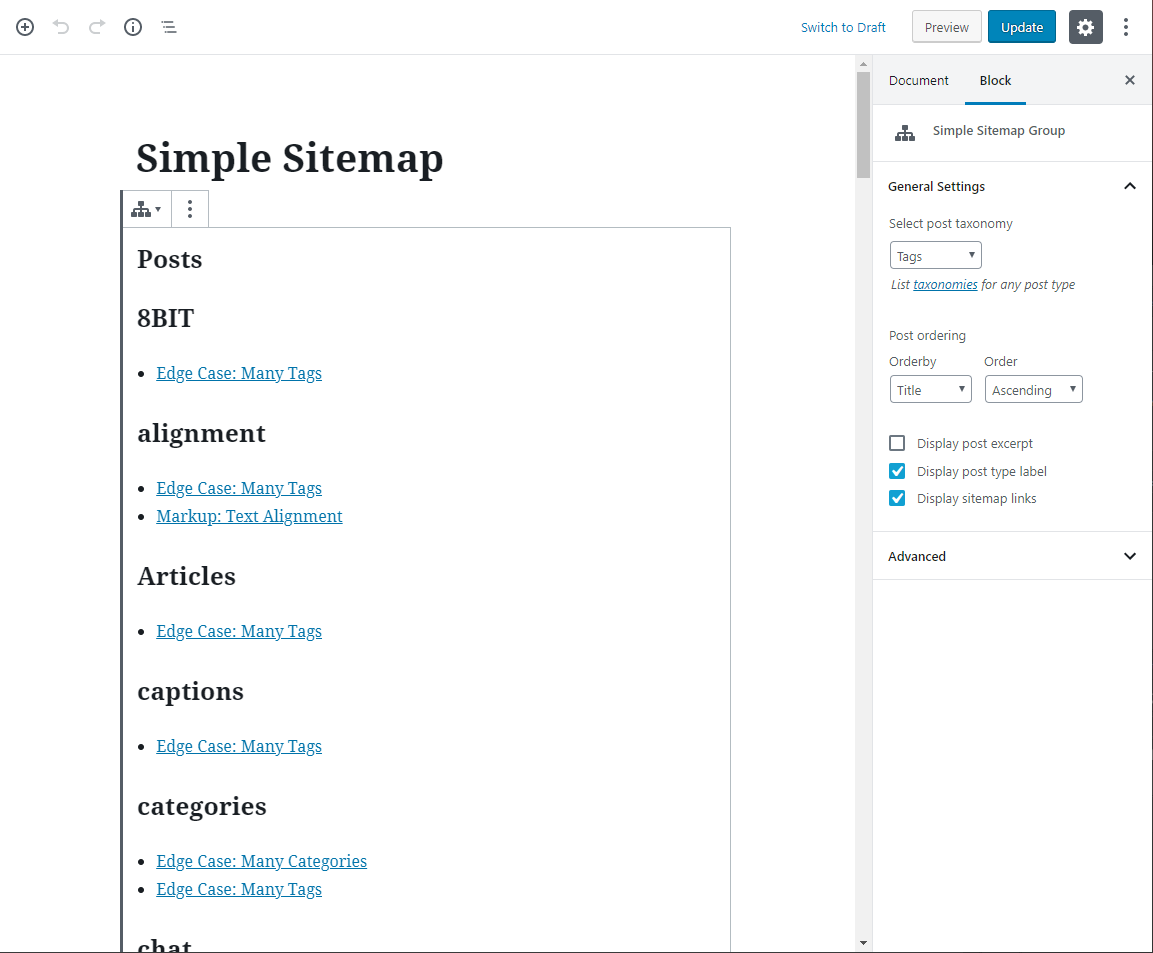 Switch to Draft
Preview
Update
Simple Sitemap
Posts
8BIT
Edge Case: Many Tags
alignment
Edge Case: Many Tags
Markup: Text Alignment
Articles
Edge Case: Many Tags
captions
Edge Case: Many Tags
categories
Edge Case: Many Categories
Edge Case: Many Tags
chat
Document
Block
Simple Sitemap Group
General Settings
Select post taxonomy
Tags
List taxonomies for any post type
Post ordering
Orderby Order
Title Ascending
Display post excerpt
Display post type label
Display sitemap links
Advanced